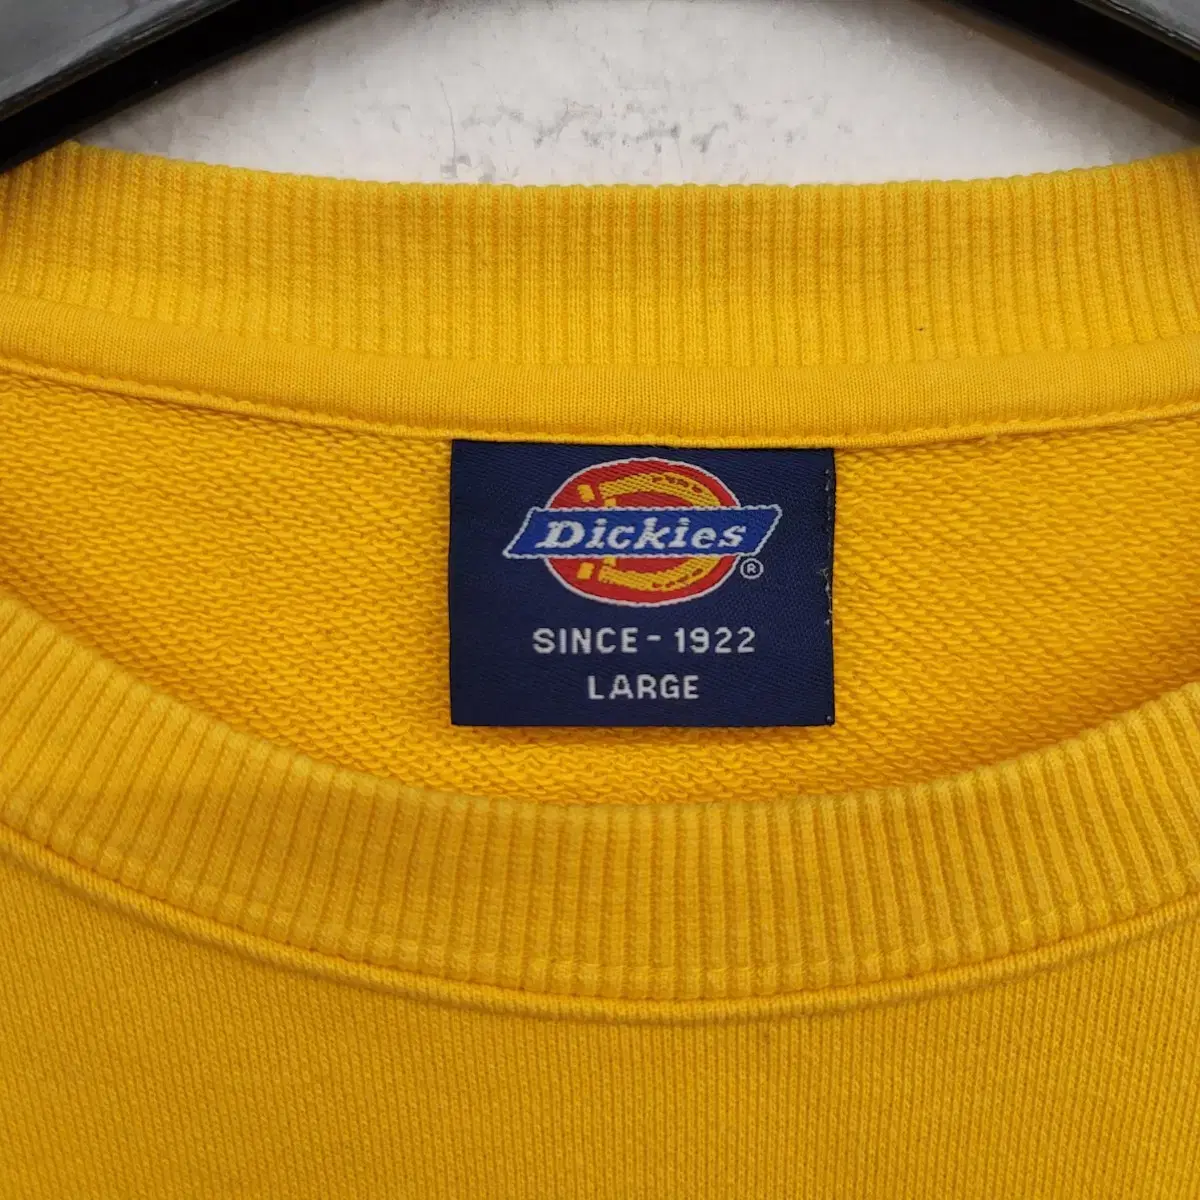 Dickies
®
SINCE - 1922
LARGE